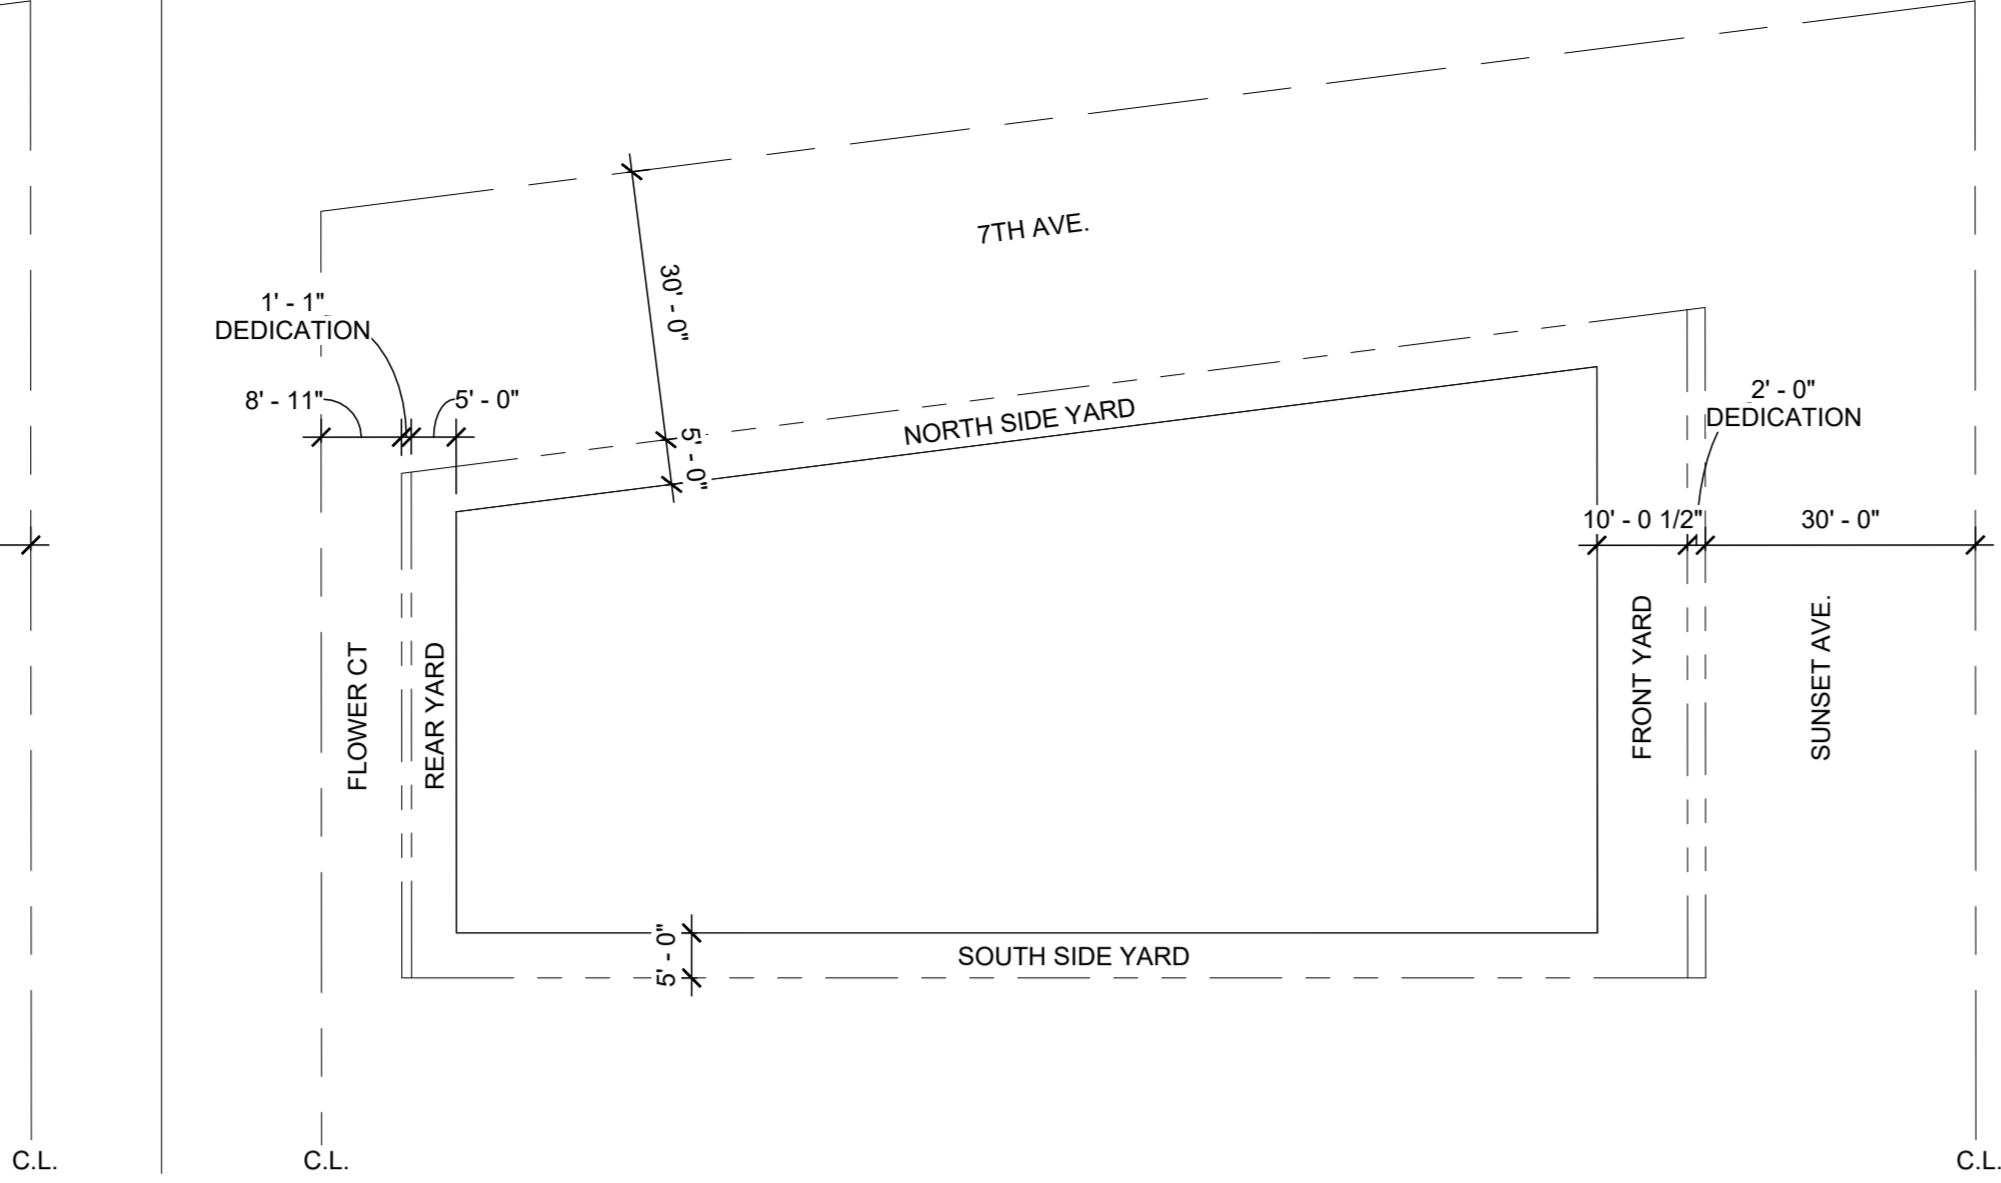 7TH AVE.
30' - 0"
1' - 1"
DEDICATION
8' - 11"
5' - 0"
5' - 0"
NORTH SIDE YARD
2' - 0"
DEDICATION
10' - 0 1/2"
30' - 0"
FLOWER CT
REAR YARD
FRONT YARD
SUNSET AVE.
5' - 0"
SOUTH SIDE YARD
C.L.
C.L.
C.L.